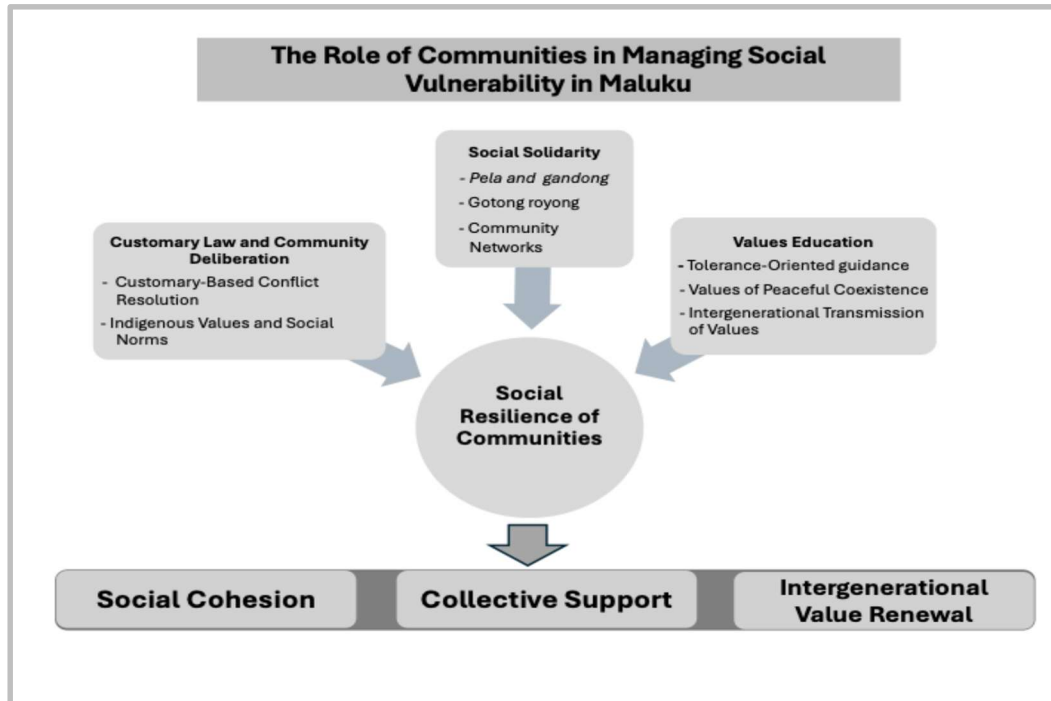 The Role of Communities in Managing Social
Vulnerability in Maluku
Social Solidarity
- Pela and gandong
- Gotong royong
- Community
Networks
Customary Law and Community
Deliberation
- Customary-Based Conflict
Resolution
- Indigenous Values and Social
Norms
Values Education
- Tolerance-Oriented guidance
- Values of Peaceful Coexistence
- Intergenerational Transmission
of Values
Social
Resilience of
Communities
Social Cohesion
Collective Support
Intergenerational
Value Renewal